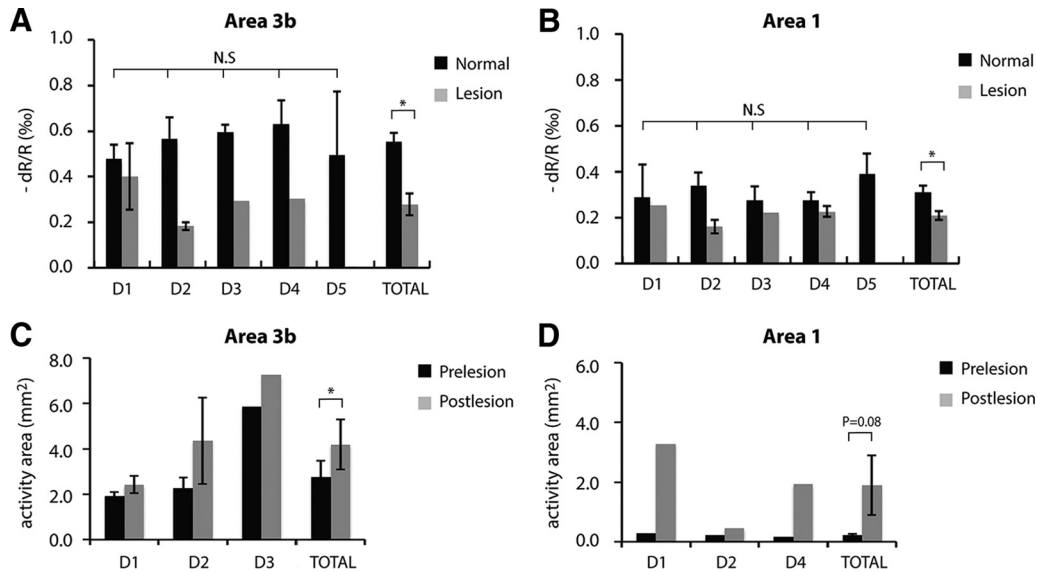 A
Area 3b
- dR/R (‰)
1.0
0.8
0.6
0.4
0.2
0.0
N.S
*
Normal
Lesion
D1 D2 D3 D4 D5 TOTAL
B
Area 1
- dR/R (‰)
1.0
0.8
0.6
0.4
0.2
0.0
N.S
*
Normal
Lesion
D1 D2 D3 D4 D5 TOTAL
C
Area 3b
activity area (mm²)
8.0
6.0
4.0
2.0
0.0
*
Prelesion
Postlesion
D1 D2 D3 TOTAL
D
Area 1
activity area (mm²)
6.0
4.0
2.0
0.0
P=0.08
Prelesion
Postlesion
D1 D2 D4 TOTAL